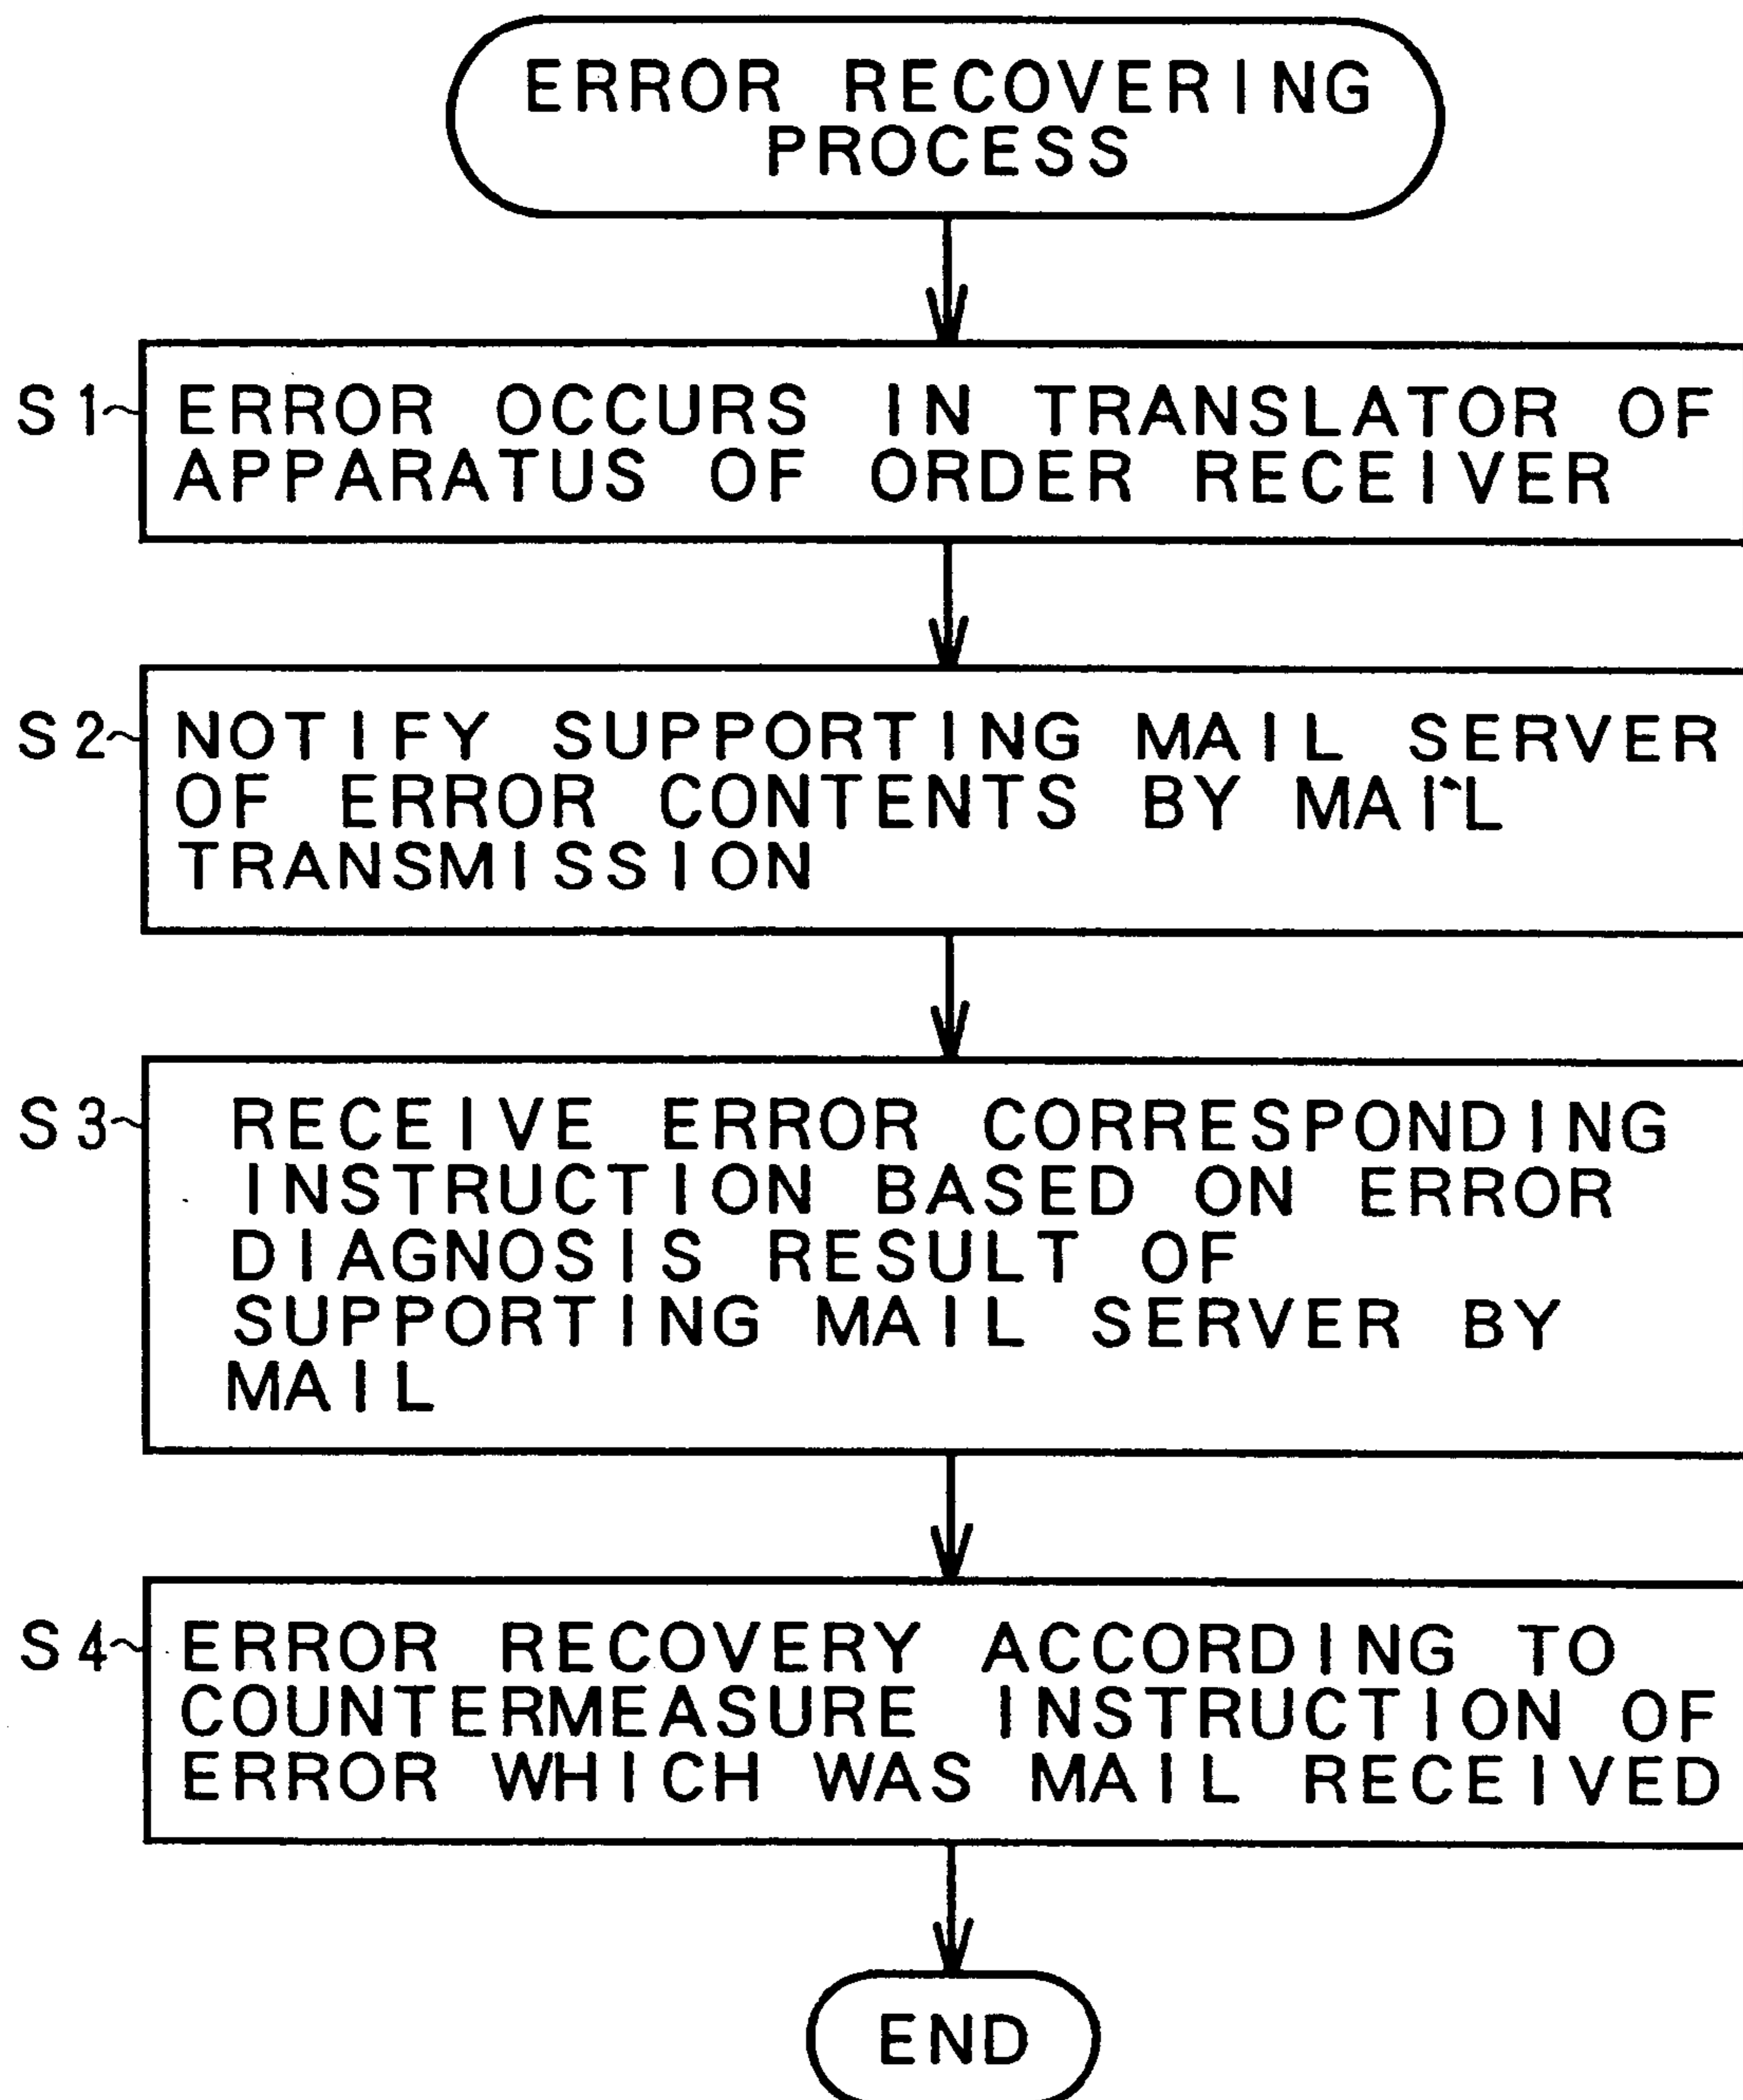 ERROR RECOVERING
PROCESS
S1 ERROR OCCURS IN TRANSLATOR OF
APPARATUS OF ORDER RECEIVER
S2 NOTIFY SUPPORTING MAIL SERVER
OF ERROR CONTENTS BY MAIL
TRANSMISSION
S3 RECEIVE ERROR CORRESPONDING
INSTRUCTION BASED ON ERROR
DIAGNOSIS RESULT OF
SUPPORTING MAIL SERVER BY
MAIL
S4 ERROR RECOVERY ACCORDING TO
COUNTERMEASURE INSTRUCTION OF
ERROR WHICH WAS MAIL RECEIVED
END